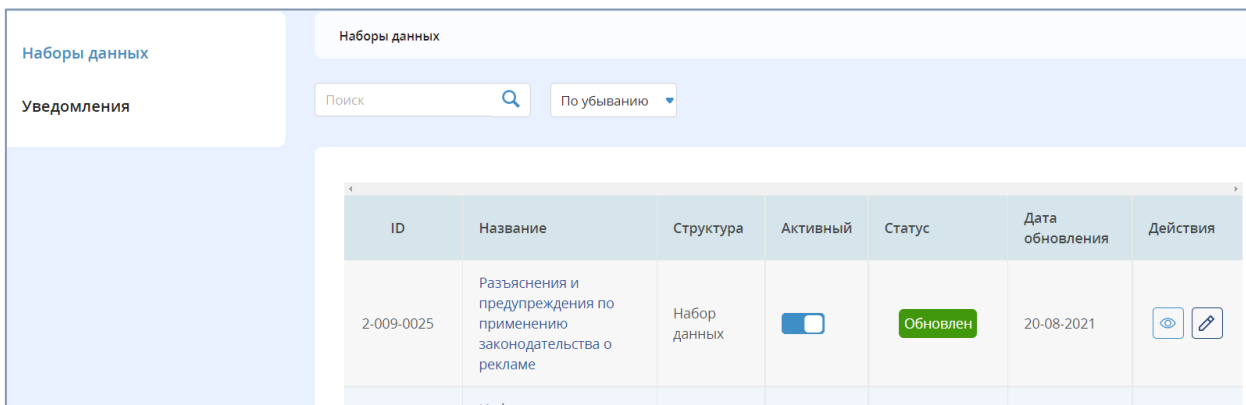 Наборы данных
Уведомления
Наборы данных
Поиск
По убыванию
ID
Название
Структура
Активный
Статус
Дата
обновления
Действия
2-009-0025
Разъяснения и
предупреждения по
применению
законодательства о
рекламе
Набор
данных
Обновлен
20-08-2021